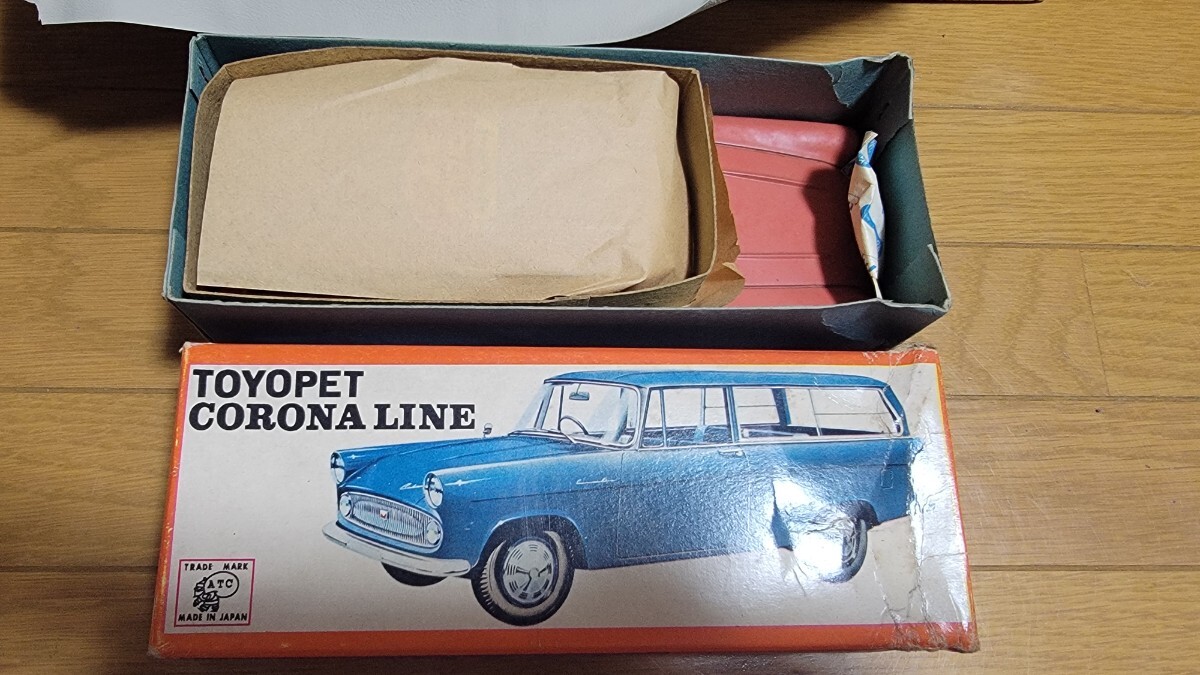 TOYOPET
CORONA LINE
TRADE MARK
ATC
MADE IN JAPAN